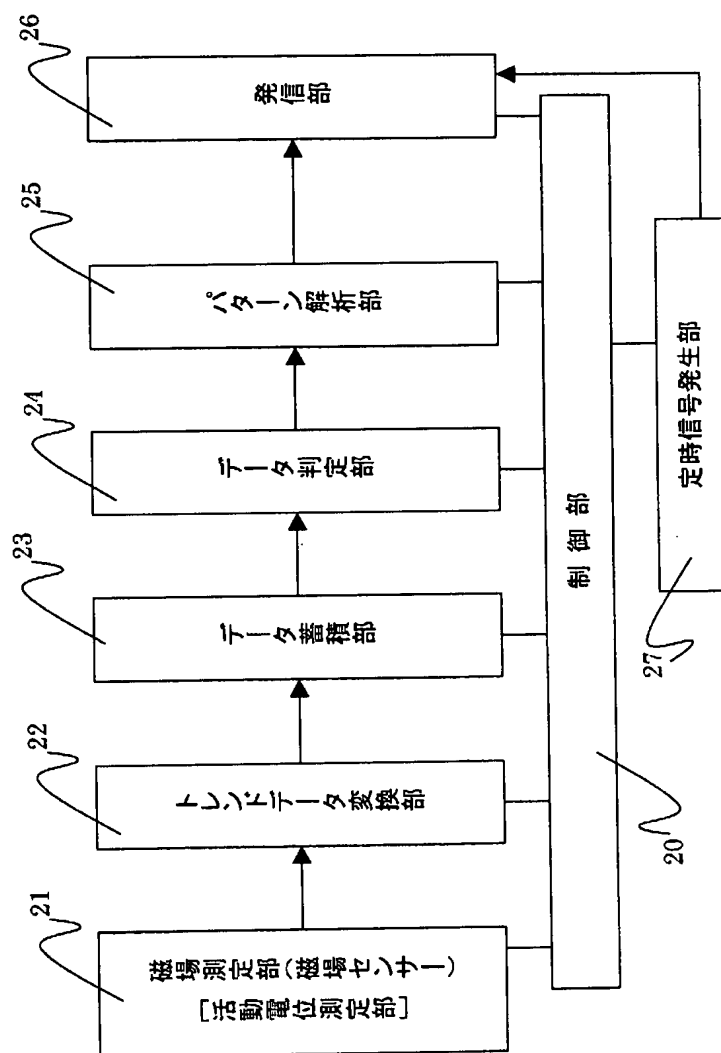 21
磁場測定部(磁場センサー)
[活動電位測定部]
22
トレンドデータ変換部
23
データ蓄積部
24
データ判定部
25
パターン解析部
26
発信部
制御部
20
定時信号発生部
27